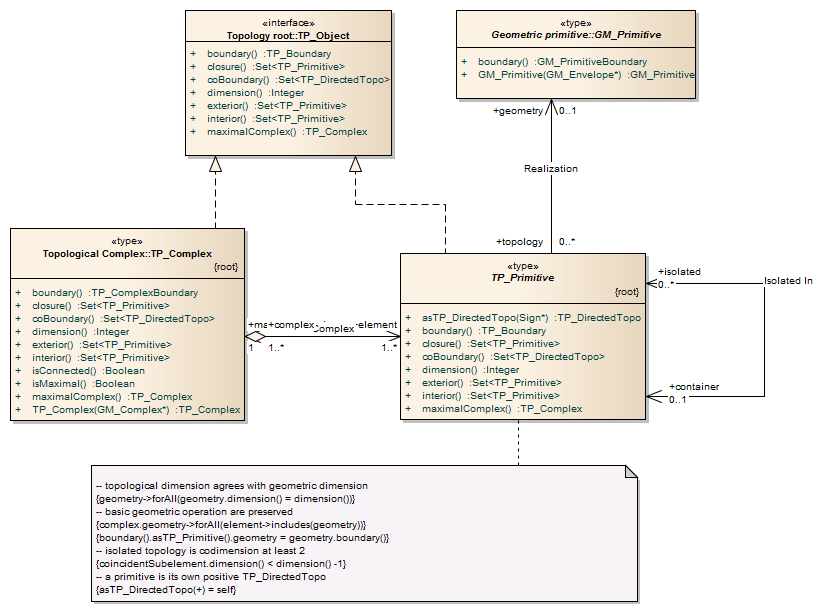 «interface»
Topology root::TP_Object
+ boundary() :TP_Boundary
+ closure() :Set<TP_Primitive>
+ coBoundary() :Set<TP_DirectedTopo>
+ dimension() :Integer
+ exterior() :Set<TP_Primitive>
+ interior() :Set<TP_Primitive>
+ maximalComplex() :TP_Complex
«type»
Geometric primitive::GM_Primitive
+ boundary() :GM_PrimitiveBoundary
+ GM_Primitive(GM_Envelope*) :GM_Primitive
+geometry 0..1
Realization
+topology 0..*
«type»
Topological Complex::TP_Complex
{root}
+ boundary() :TP_ComplexBoundary
+ closure() :Set<TP_Primitive>
+ coBoundary() :Set<TP_DirectedTopo>
+ dimension() :Integer
+ exterior() :Set<TP_Primitive>
+ interior() :Set<TP_Primitive>
+ isConnected() :Boolean
+ isMaximal() :Boolean
+ maximalComplex() :TP_Complex
+ TP_Complex(GM_Complex*) :TP_Complex
+complex Complex -element
1 1..* 1..*
«type»
TP_Primitive
{root}
+ asTP_DirectedTopo(Sign*) :TP_DirectedTopo
+ boundary() :TP_Boundary
+ closure() :Set<TP_Primitive>
+ coBoundary() :Set<TP_DirectedTopo>
+ dimension() :Integer
+ exterior() :Set<TP_Primitive>
+ interior() :Set<TP_Primitive>
+ maximalComplex() :TP_Complex
+isolated
0..*
Isolated In
+container
0..1
-- topological dimension agrees with geometric dimension
{geometry->forAll(geometry.dimension() = dimension())}
-- basic geometric operation are preserved
{complex.geometry->forAll(element->includes(geometry))}
{boundary().asTP_Primitive().geometry = geometry.boundary()}
-- isolated topology is codimension at least 2
{coincidentSubelement.dimension() < dimension() -1}
-- a primitive is its own positive TP_DirectedTopo
{asTP_DirectedTopo(+) = self}